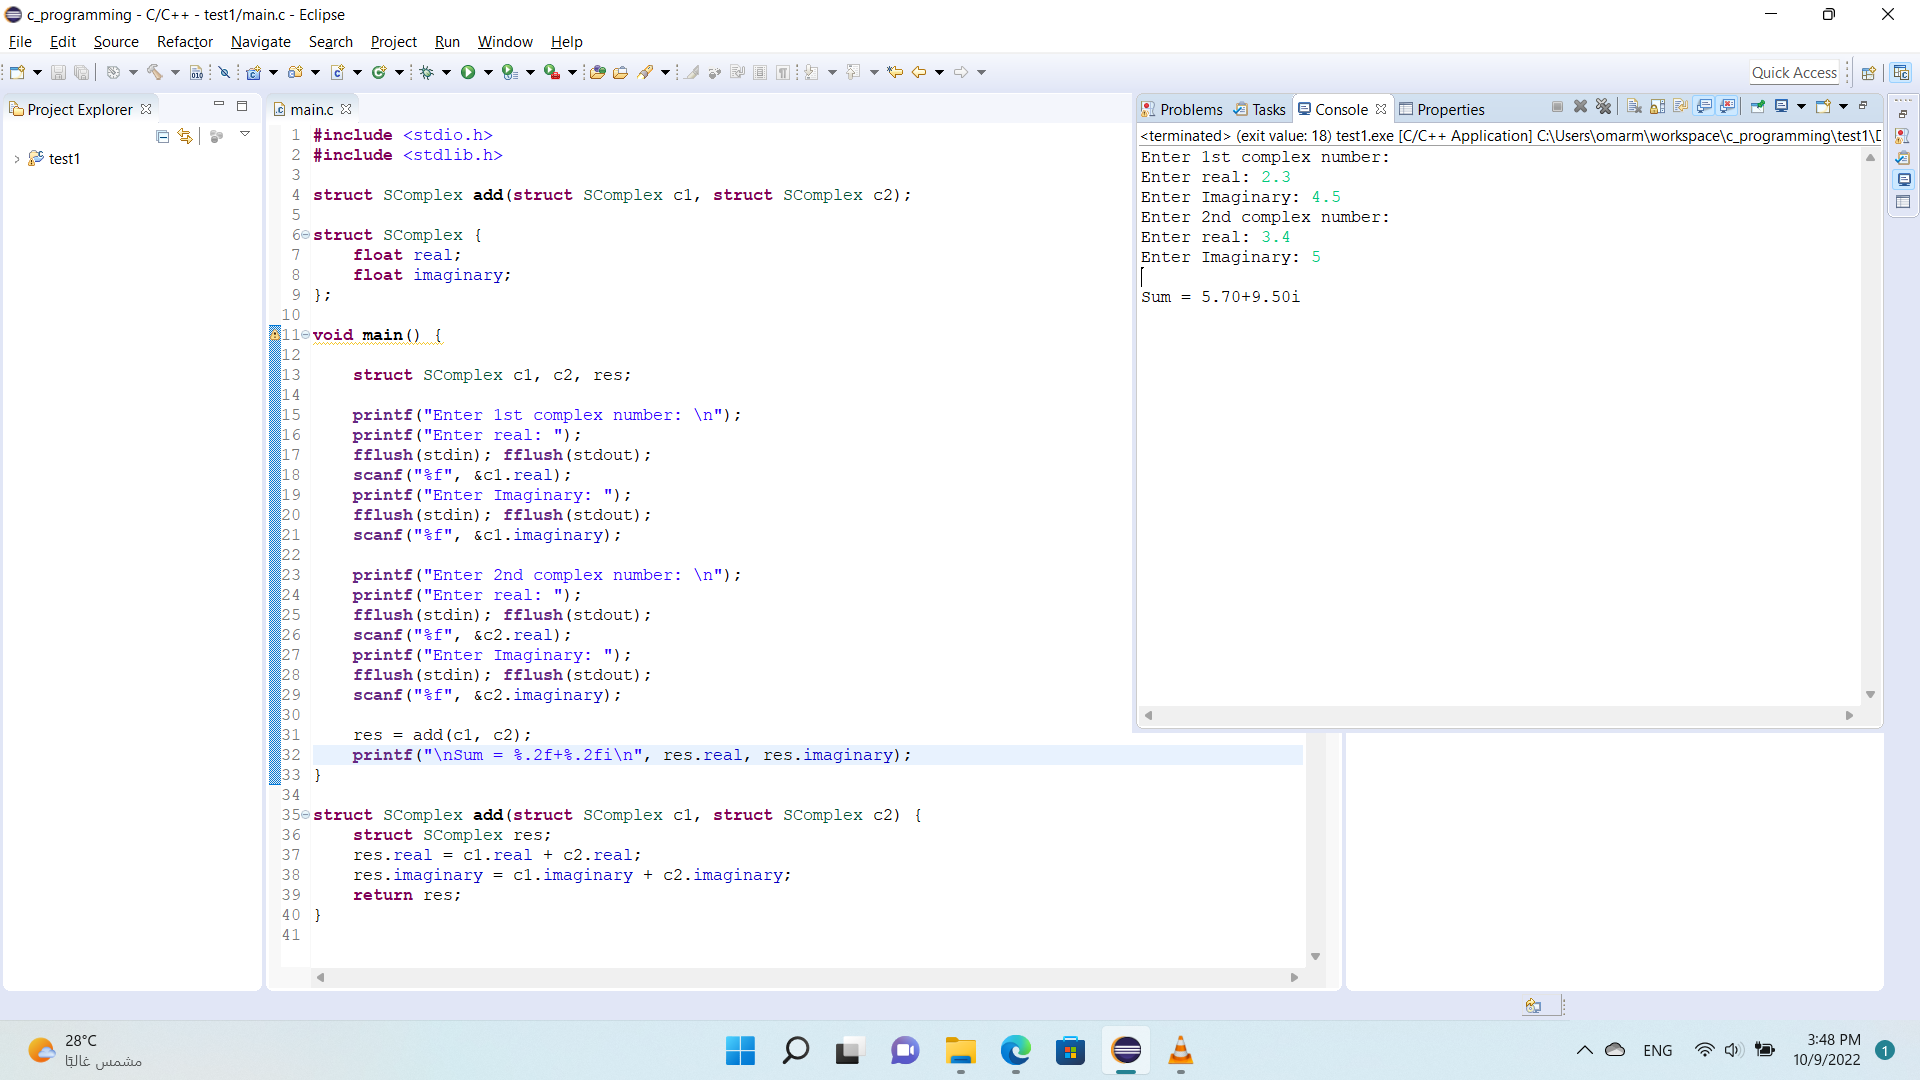 c_programming - C/C++ - test1/main.c - Eclipse
File Edit Source Refactor Navigate Search Project Run Window Help
Quick Access
Project Explorer
test1
main.c
1 #include <stdio.h>
2 #include <stdlib.h>
3
4 struct SComplex add(struct SComplex c1, struct SComplex c2);
5
6 struct SComplex {
7     float real;
8     float imaginary;
9 };
10
11 void main() {
12
13     struct SComplex c1, c2, res;
14
15     printf("Enter 1st complex number: \n");
16     printf("Enter real: ");
17     fflush(stdin); fflush(stdout);
18     scanf("%f", &c1.real);
19     printf("Enter Imaginary: ");
20     fflush(stdin); fflush(stdout);
21     scanf("%f", &c1.imaginary);
22
23     printf("Enter 2nd complex number: \n");
24     printf("Enter real: ");
25     fflush(stdin); fflush(stdout);
26     scanf("%f", &c2.real);
27     printf("Enter Imaginary: ");
28     fflush(stdin); fflush(stdout);
29     scanf("%f", &c2.imaginary);
30
31     res = add(c1, c2);
32     printf("\nSum = %.2f+%.2fi\n", res.real, res.imaginary);
33 }
34
35 struct SComplex add(struct SComplex c1, struct SComplex c2) {
36     struct SComplex res;
37     res.real = c1.real + c2.real;
38     res.imaginary = c1.imaginary + c2.imaginary;
39     return res;
40 }
41
Problems Tasks Console Properties
<terminated> (exit value: 18) test1.exe [C/C++ Application] C:\Users\omarm\workspace\c_programming\test1\D
Enter 1st complex number:
Enter real: 2.3
Enter Imaginary: 4.5
Enter 2nd complex number:
Enter real: 3.4
Enter Imaginary: 5
Sum = 5.70+9.50i
28°C
مشمس غالبًا
ENG
3:48 PM
10/9/2022
1